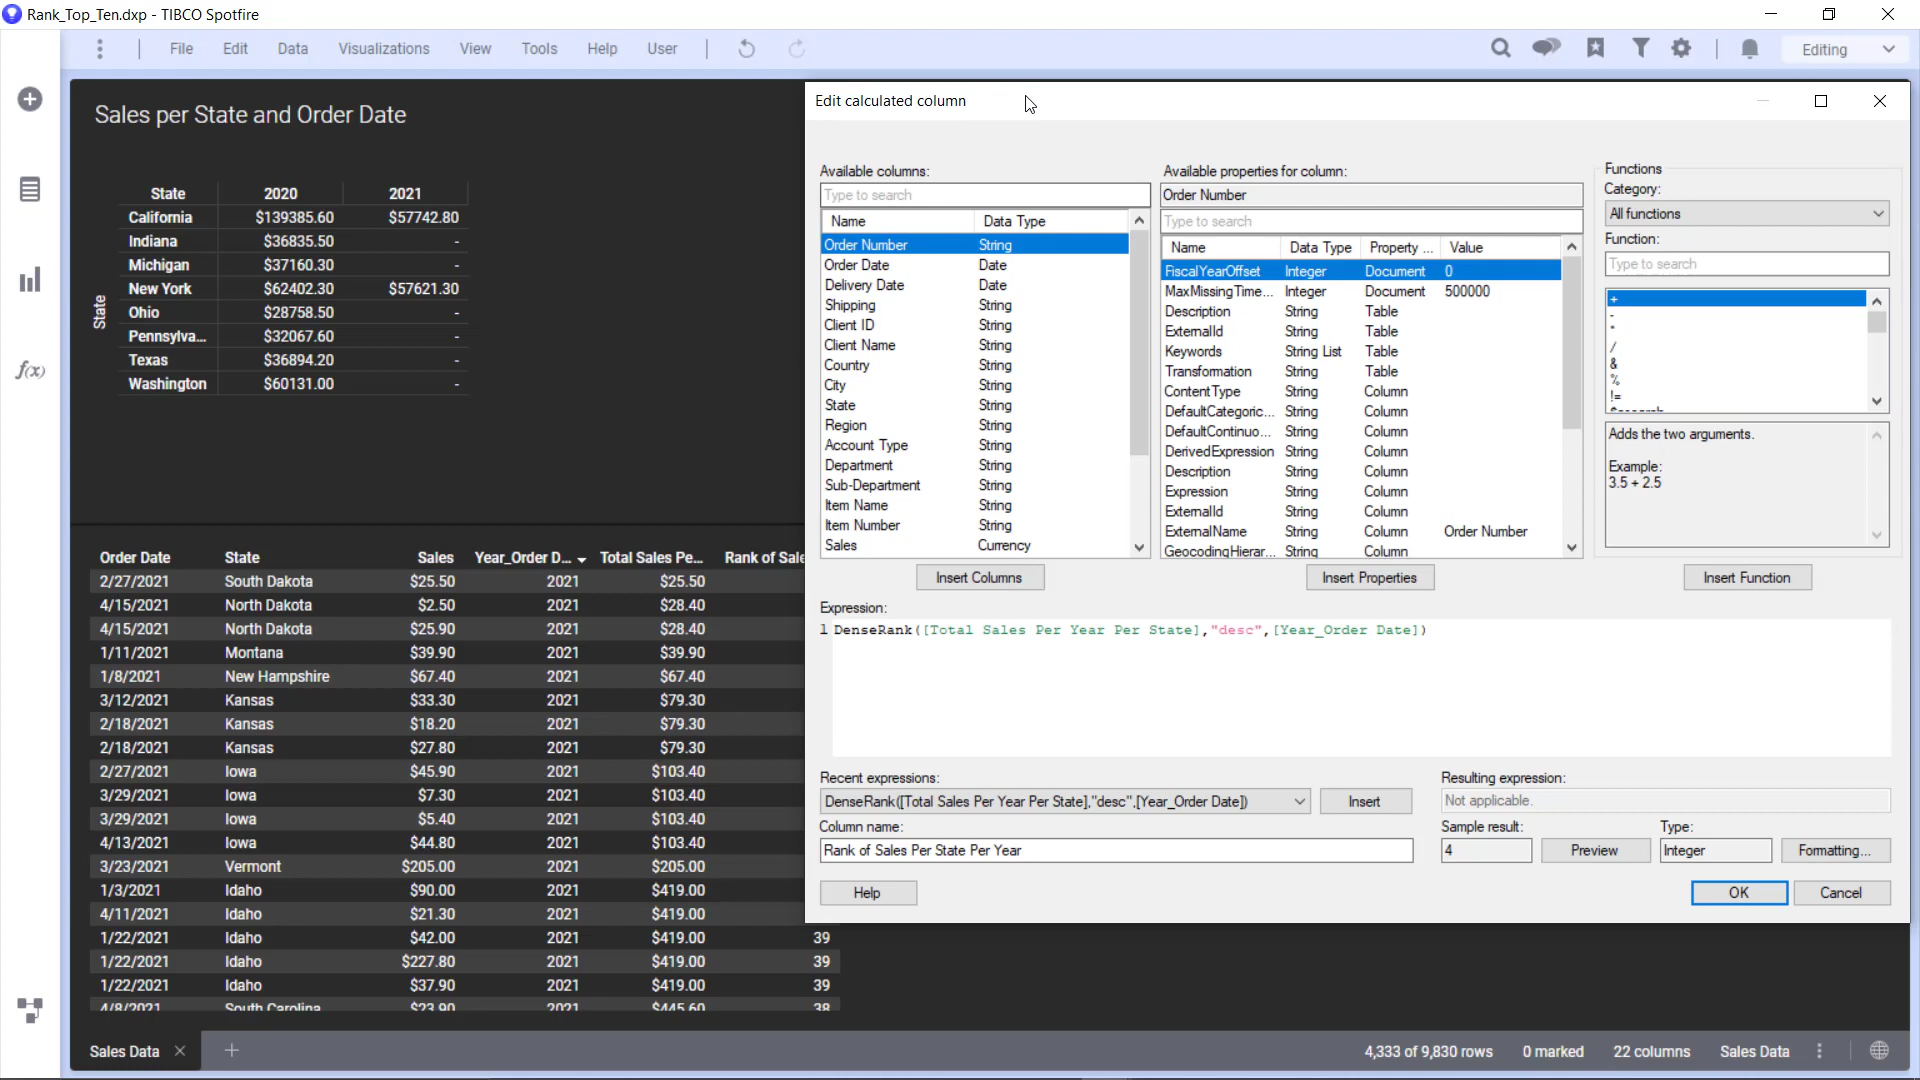 Rank_Top_Ten.dxp - TIBCO Spotfire
File Edit Data Visualizations View Tools Help User Editing
Sales per State and Order Date
State 2020 2021
California $139385.60 $57742.80
Indiana $36835.50 -
Michigan $37160.30 -
New York $62402.30 $57621.30
Ohio $28758.50 -
Pennsylva... $32067.60 -
Texas $36894.20 -
Washington $60131.00 -
State
f(x)
Order Date State Sales Year_Order D... Total Sales Pe... Rank of Sale
2/27/2021 South Dakota $25.50 2021 $25.50
4/15/2021 North Dakota $2.50 2021 $28.40
4/15/2021 North Dakota $25.90 2021 $28.40
1/11/2021 Montana $39.90 2021 $39.90
1/8/2021 New Hampshire $67.40 2021 $67.40
3/12/2021 Kansas $33.30 2021 $79.30
2/18/2021 Kansas $18.20 2021 $79.30
2/18/2021 Kansas $27.80 2021 $79.30
2/27/2021 Iowa $45.90 2021 $103.40
3/29/2021 Iowa $7.30 2021 $103.40
3/29/2021 Iowa $5.40 2021 $103.40
4/13/2021 Iowa $44.80 2021 $103.40
3/23/2021 Vermont $205.00 2021 $205.00
1/3/2021 Idaho $90.00 2021 $419.00
4/11/2021 Idaho $21.30 2021 $419.00
1/22/2021 Idaho $42.00 2021 $419.00 39
1/22/2021 Idaho $227.80 2021 $419.00 39
1/22/2021 Idaho $37.90 2021 $419.00 39
4/8/2021 South Carolina $23.90 2021 $445.60 38
Edit calculated column
Available columns:
Type to search
Name Data Type
Order Number String
Order Date Date
Delivery Date Date
Shipping String
Client ID String
Client Name String
Country String
City String
State String
Region String
Account Type String
Department String
Sub-Department String
Item Name String
Item Number String
Sales Currency
Insert Columns
Available properties for column:
Order Number
Type to search
Name Data Type Property ... Value
FiscalYearOffset Integer Document 0
MaxMissingTime... Integer Document 500000
Description String Table
ExternalId String Table
Keywords String List Table
Transformation String Table
ContentType String Column
DefaultCategoric... String Column
DefaultContinuo... String Column
DerivedExpression String Column
Description String Column
Expression String Column
ExternalId String Column
ExternalName String Column Order Number
GeocodingHierar... String Column
Insert Properties
Functions
Category:
All functions
Function:
Type to search
+
-
*
/
&
%
!=
$search
Adds the two arguments.
Example:
3.5 + 2.5
Insert Function
Expression:
1 DenseRank([Total Sales Per Year Per State],"desc",[Year_Order Date])
Recent expressions:
DenseRank([Total Sales Per Year Per State],"desc",[Year_Order Date])
Insert
Resulting expression:
Not applicable.
Column name:
Rank of Sales Per State Per Year
Sample result:
4
Preview
Type:
Integer
Formatting...
Help
OK
Cancel
Sales Data
4,333 of 9,830 rows 0 marked 22 columns Sales Data